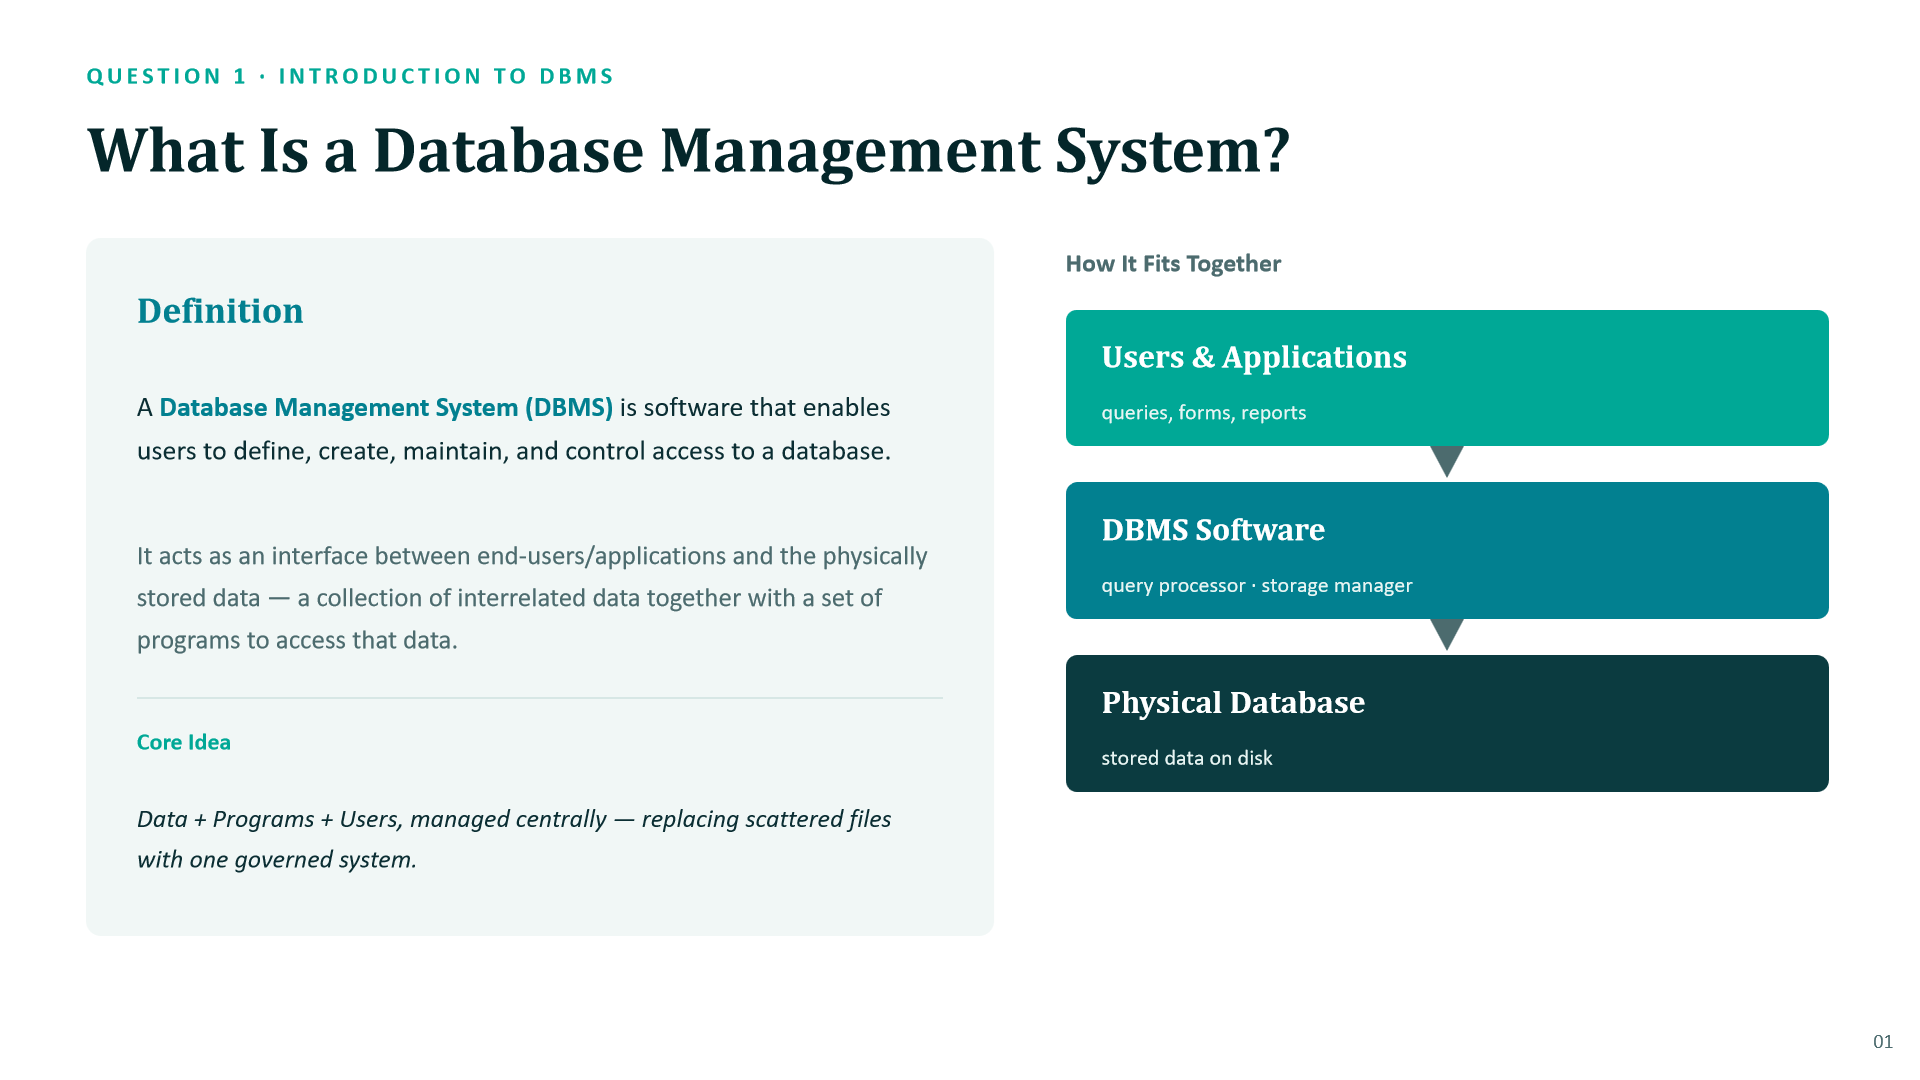 QUESTION 1 · INTRODUCTION TO DBMS
What Is a Database Management System?
Definition
A Database Management System (DBMS) is software that enables
users to define, create, maintain, and control access to a database.
It acts as an interface between end-users/applications and the physically
stored data — a collection of interrelated data together with a set of
programs to access that data.
Core Idea
Data + Programs + Users, managed centrally — replacing scattered files
with one governed system.
How It Fits Together
Users & Applications
queries, forms, reports
DBMS Software
query processor · storage manager
Physical Database
stored data on disk
01